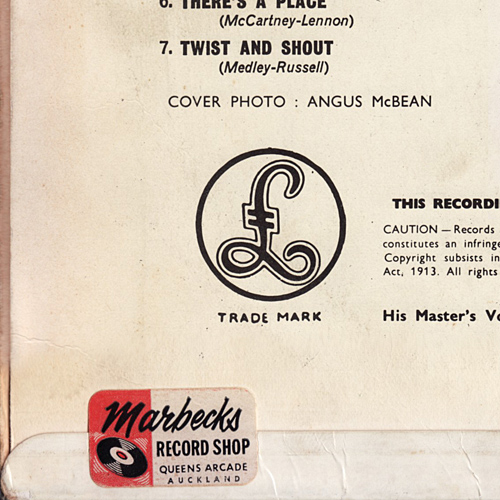 6. THERE'S A PLACE
(McCartney-Lennon)
7. TWIST AND SHOUT
(Medley-Russell)
COVER PHOTO : ANGUS McBEAN
£
TRADE MARK
THIS RECORDI
CAUTION — Records
constitutes an infringe
Copyright subsists in
Act, 1913. All rights
His Master's Vo
Marbecks
RECORD SHOP
QUEENS ARCADE
AUCKLAND